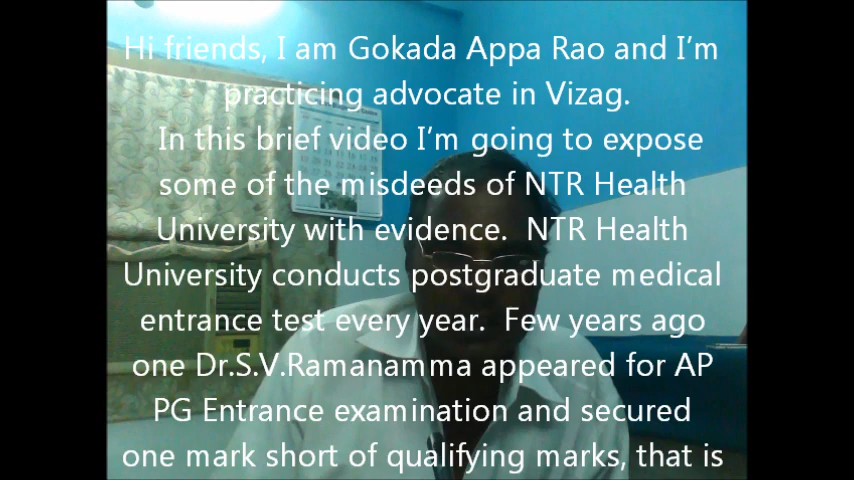 Hi friends, I am Gokada Appa Rao and I’m
practicing advocate in Vizag.
In this brief video I’m going to expose
some of the misdeeds of NTR Health
University with evidence.  NTR Health
University conducts postgraduate medical
entrance test every year.  Few years ago
one Dr.S.V.Ramanamma appeared for AP
PG Entrance examination and secured
one mark short of qualifying marks, that is